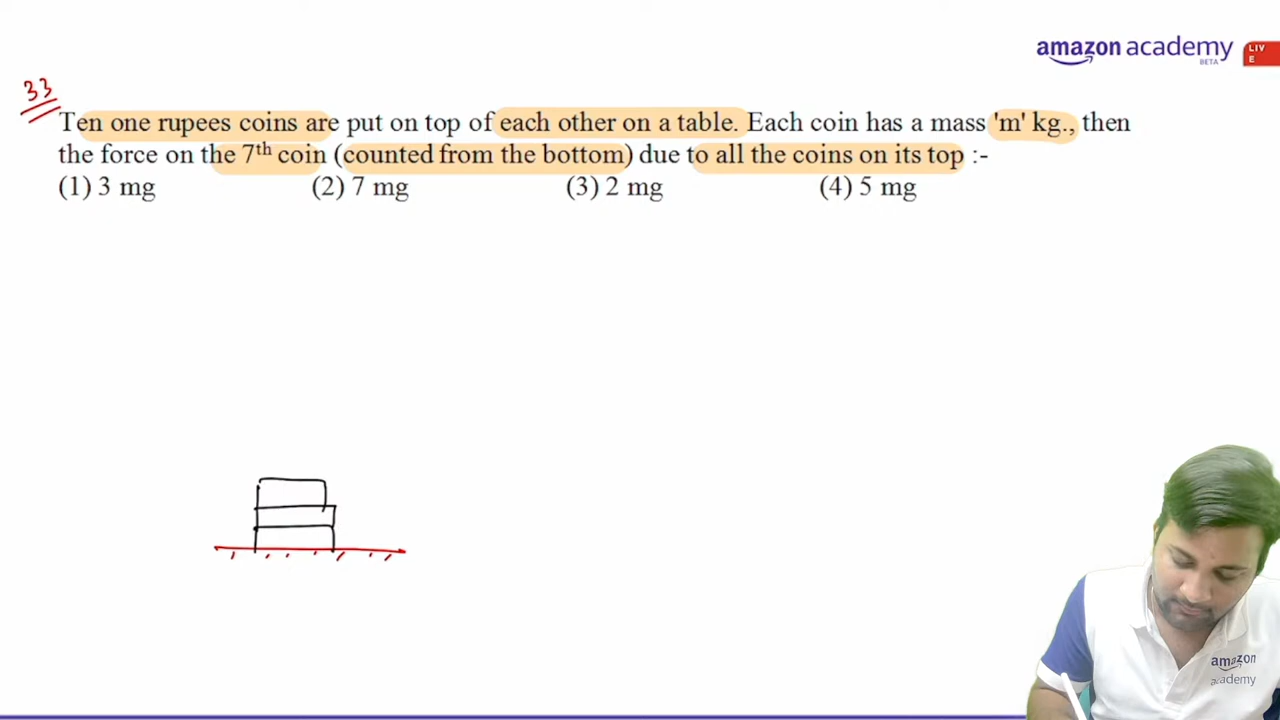 amazon academy
BETA
LIV
E
33
Ten one rupees coins are put on top of each other on a table. Each coin has a mass 'm' kg., then
the force on the 7th coin (counted from the bottom) due to all the coins on its top :-
(1) 3 mg (2) 7 mg (3) 2 mg (4) 5 mg
amazon
academy